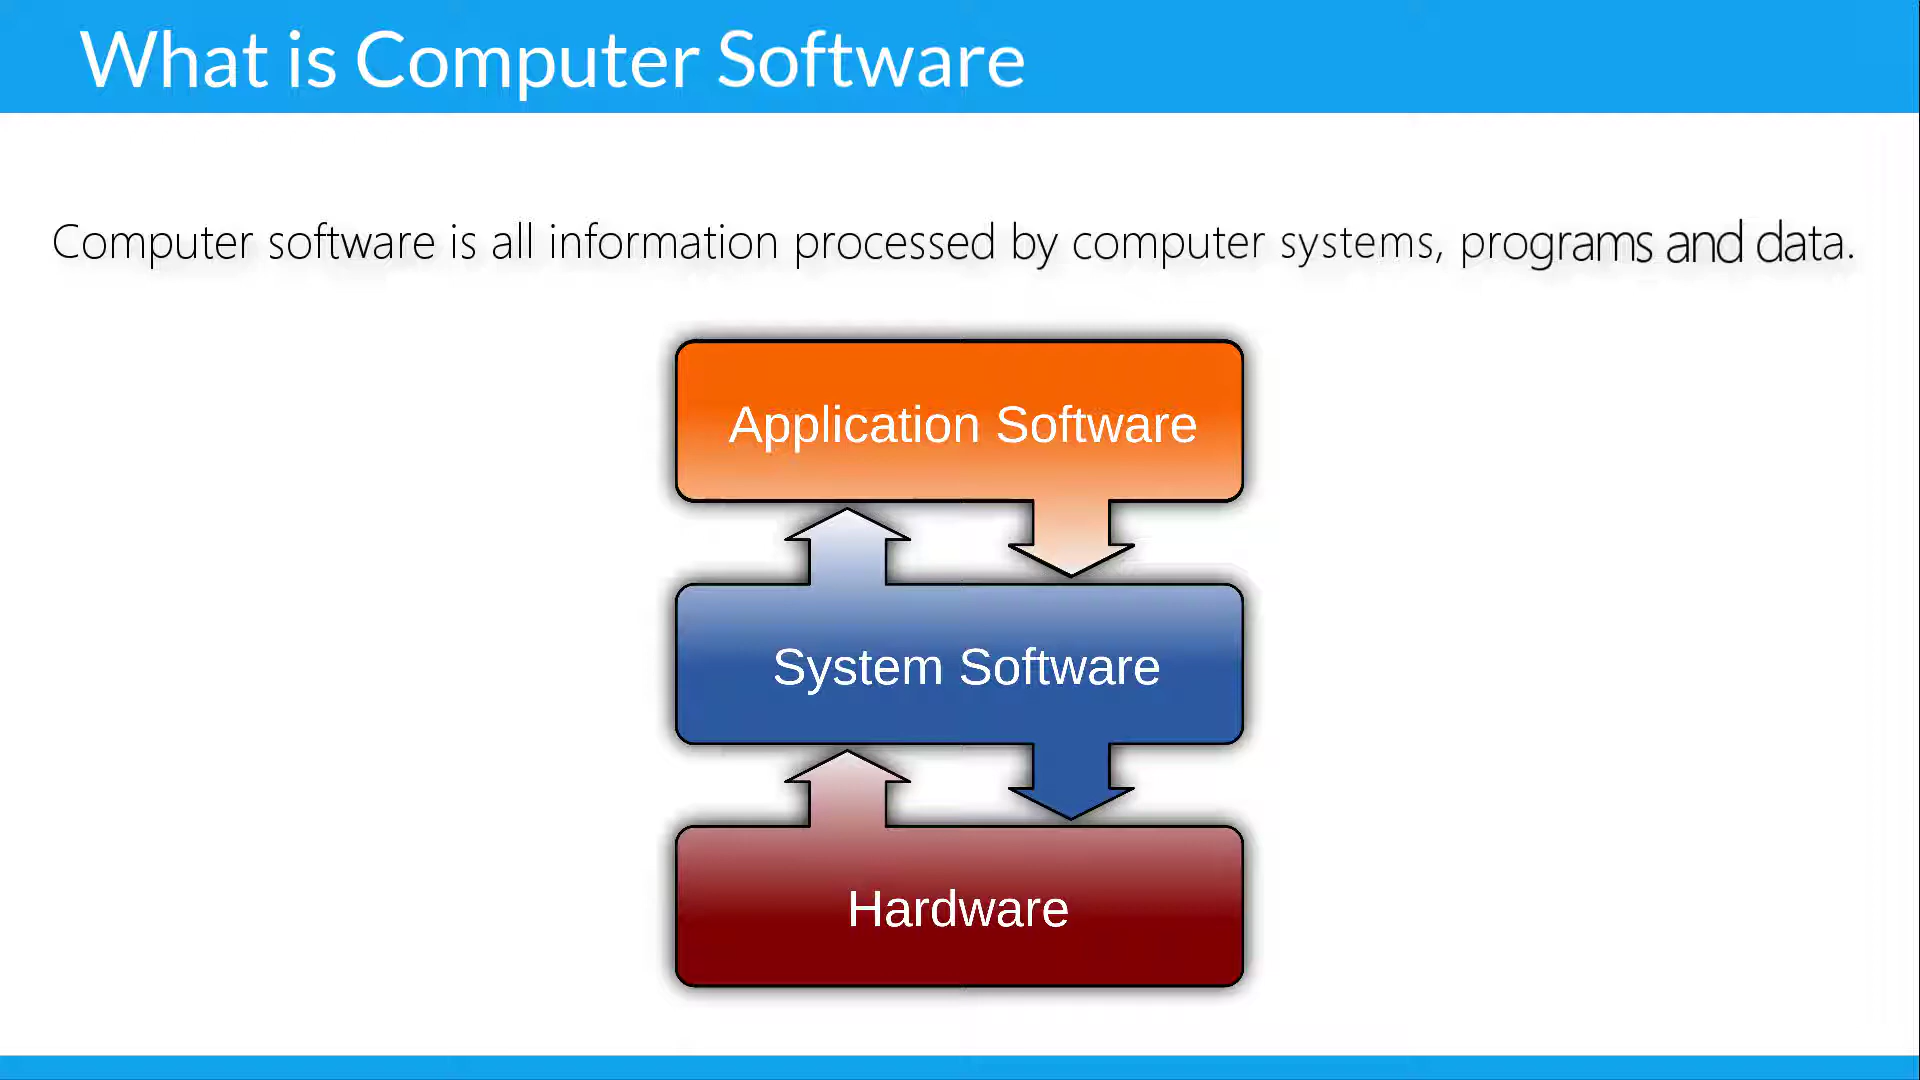 What is Computer Software
Computer software is all information processed by computer systems, programs and data.
Application Software
System Software
Hardware